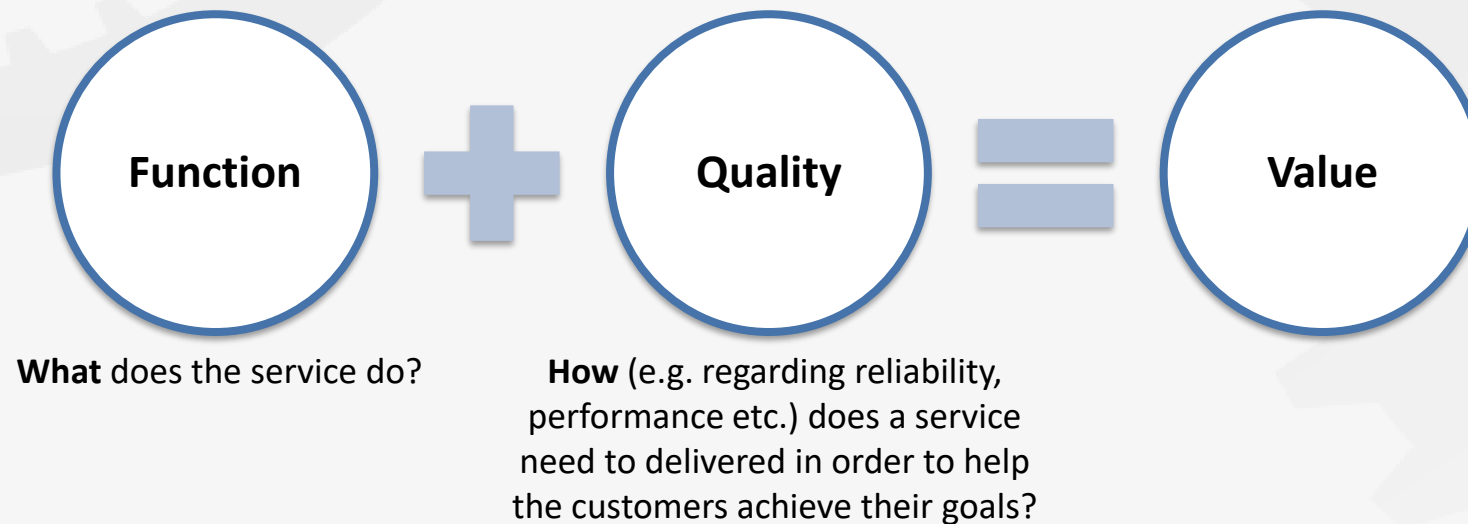 Function
Quality
Value
What does the service do?
How (e.g. regarding reliability,
performance etc.) does a service
need to delivered in order to help
the customers achieve their goals?